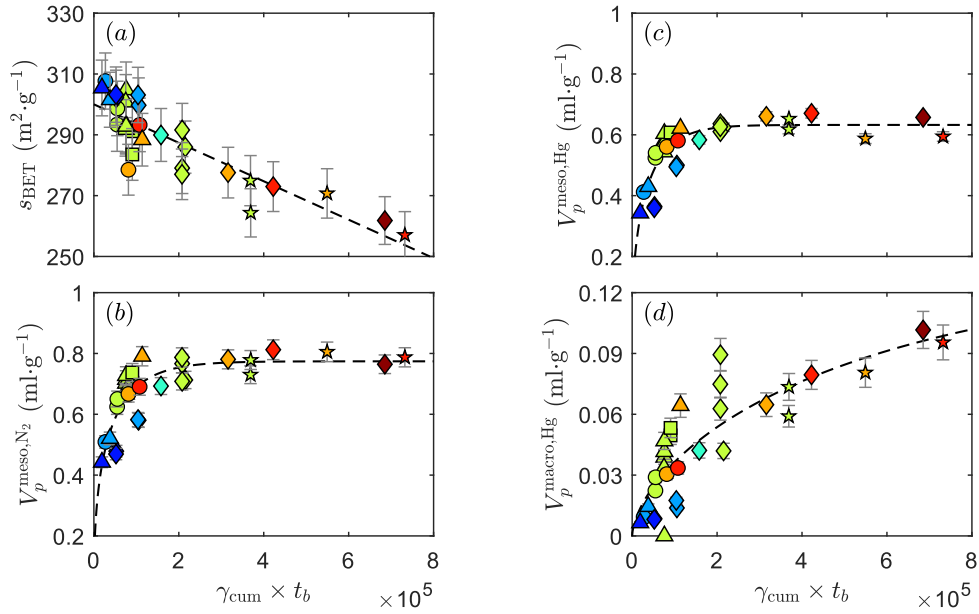 (a)
330
310
290
270
250
s_BET (m²·g⁻¹)
(b)
1
0.8
0.6
0.4
0.2
V_p^meso,N₂ (ml·g⁻¹)
0 2 4 6 8
γ_cum × t_b
×10⁵
(c)
1
0.8
0.6
0.4
0.2
V_p^meso,Hg (ml·g⁻¹)
(d)
0.12
0.09
0.06
0.03
0
V_p^macro,Hg (ml·g⁻¹)
0 2 4 6 8
γ_cum × t_b
×10⁵